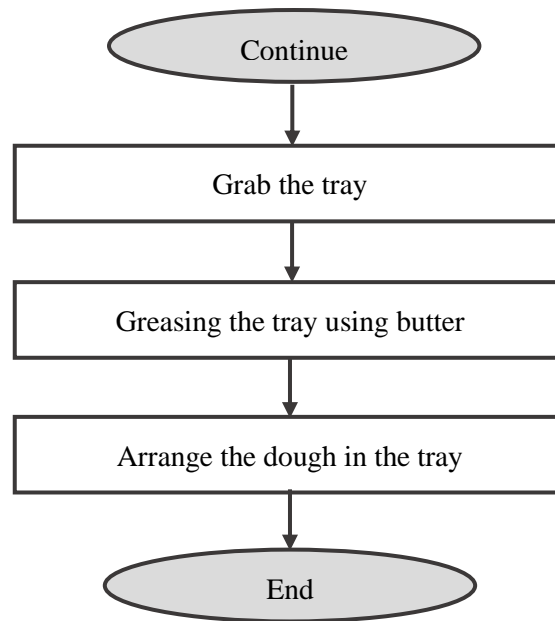 Continue
Grab the tray
Greasing the tray using butter
Arrange the dough in the tray
End